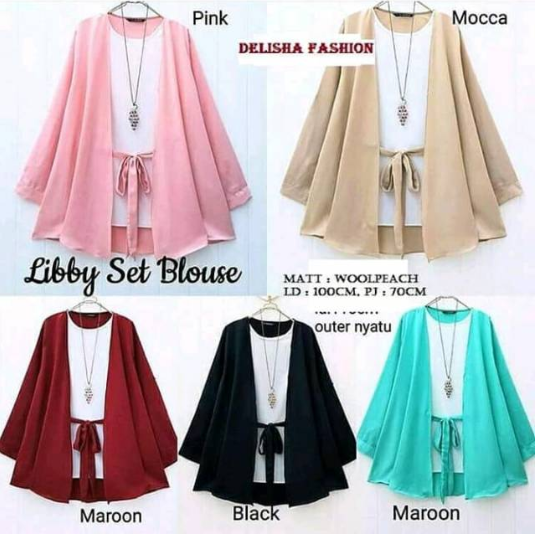 Pink
Mocca
DELISHA FASHION
Libby Set Blouse
MATT : WOOLPEACH
LD : 100CM, PJ : 70CM
outer nyatu
Maroon
Black
Maroon